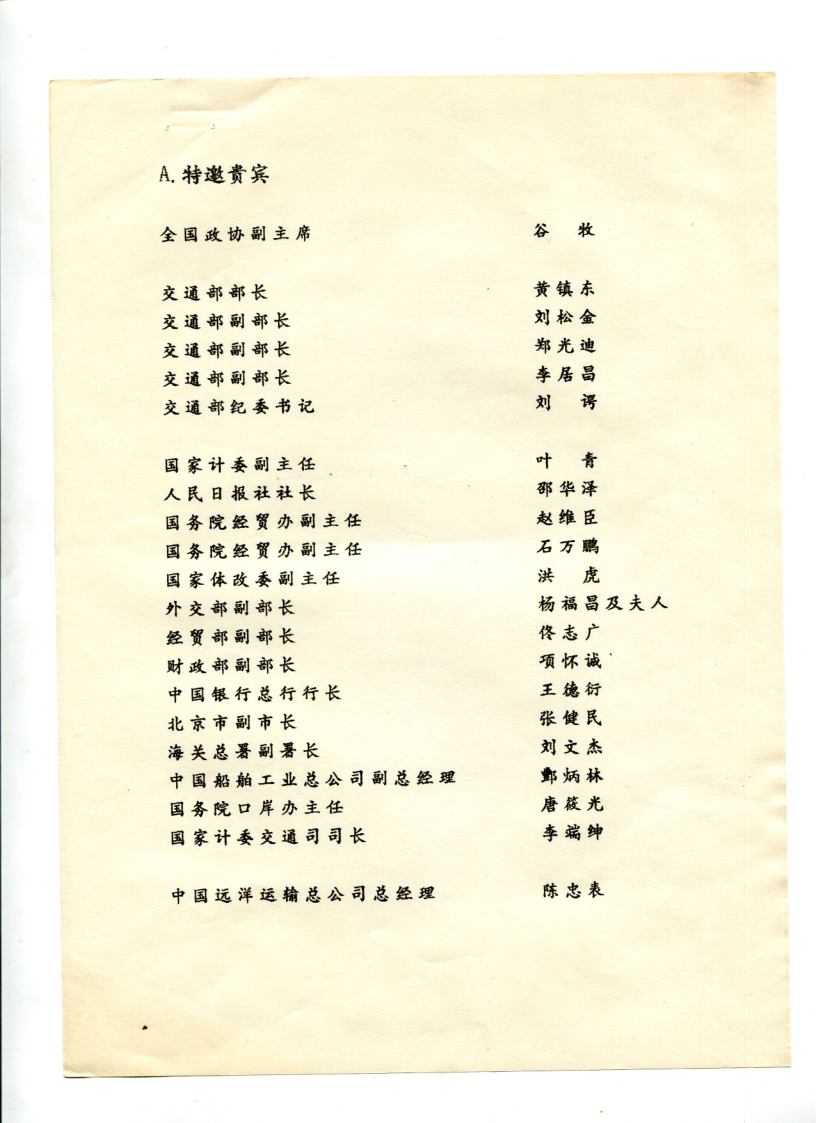 A.特邀贵宾
全国政协副主席 谷牧
交通部部长 黄镇东
交通部副部长 刘松金
交通部副部长 郑光迪
交通部副部长 李居昌
交通部纪委书记 刘谔
国家计委副主任 叶青
人民日报社社长 邵华泽
国务院经贸办副主任 赵维臣
国务院经贸办副主任 石万鹏
国家体改委副主任 洪虎
外交部副部长 杨福昌及夫人
经贸部副部长 佟志广
财政部副部长 项怀诚
中国银行总行行长 王德衍
北京市副市长 张健民
海关总署副署长 刘文杰
中国船舶工业总公司副总经理 酆炳林
国务院口岸办主任 唐筱光
国家计委交通司司长 李端绅
中国远洋运输总公司总经理 陈忠表